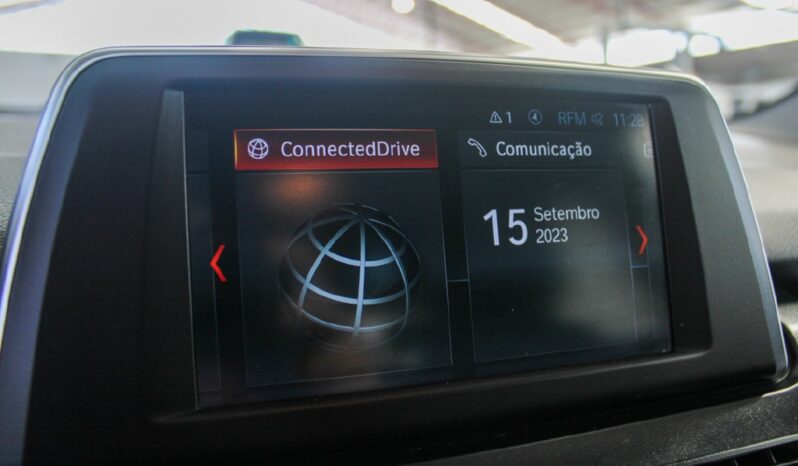 1 RFM 11:28
ConnectedDrive
Comunicação
15 Setembro
2023